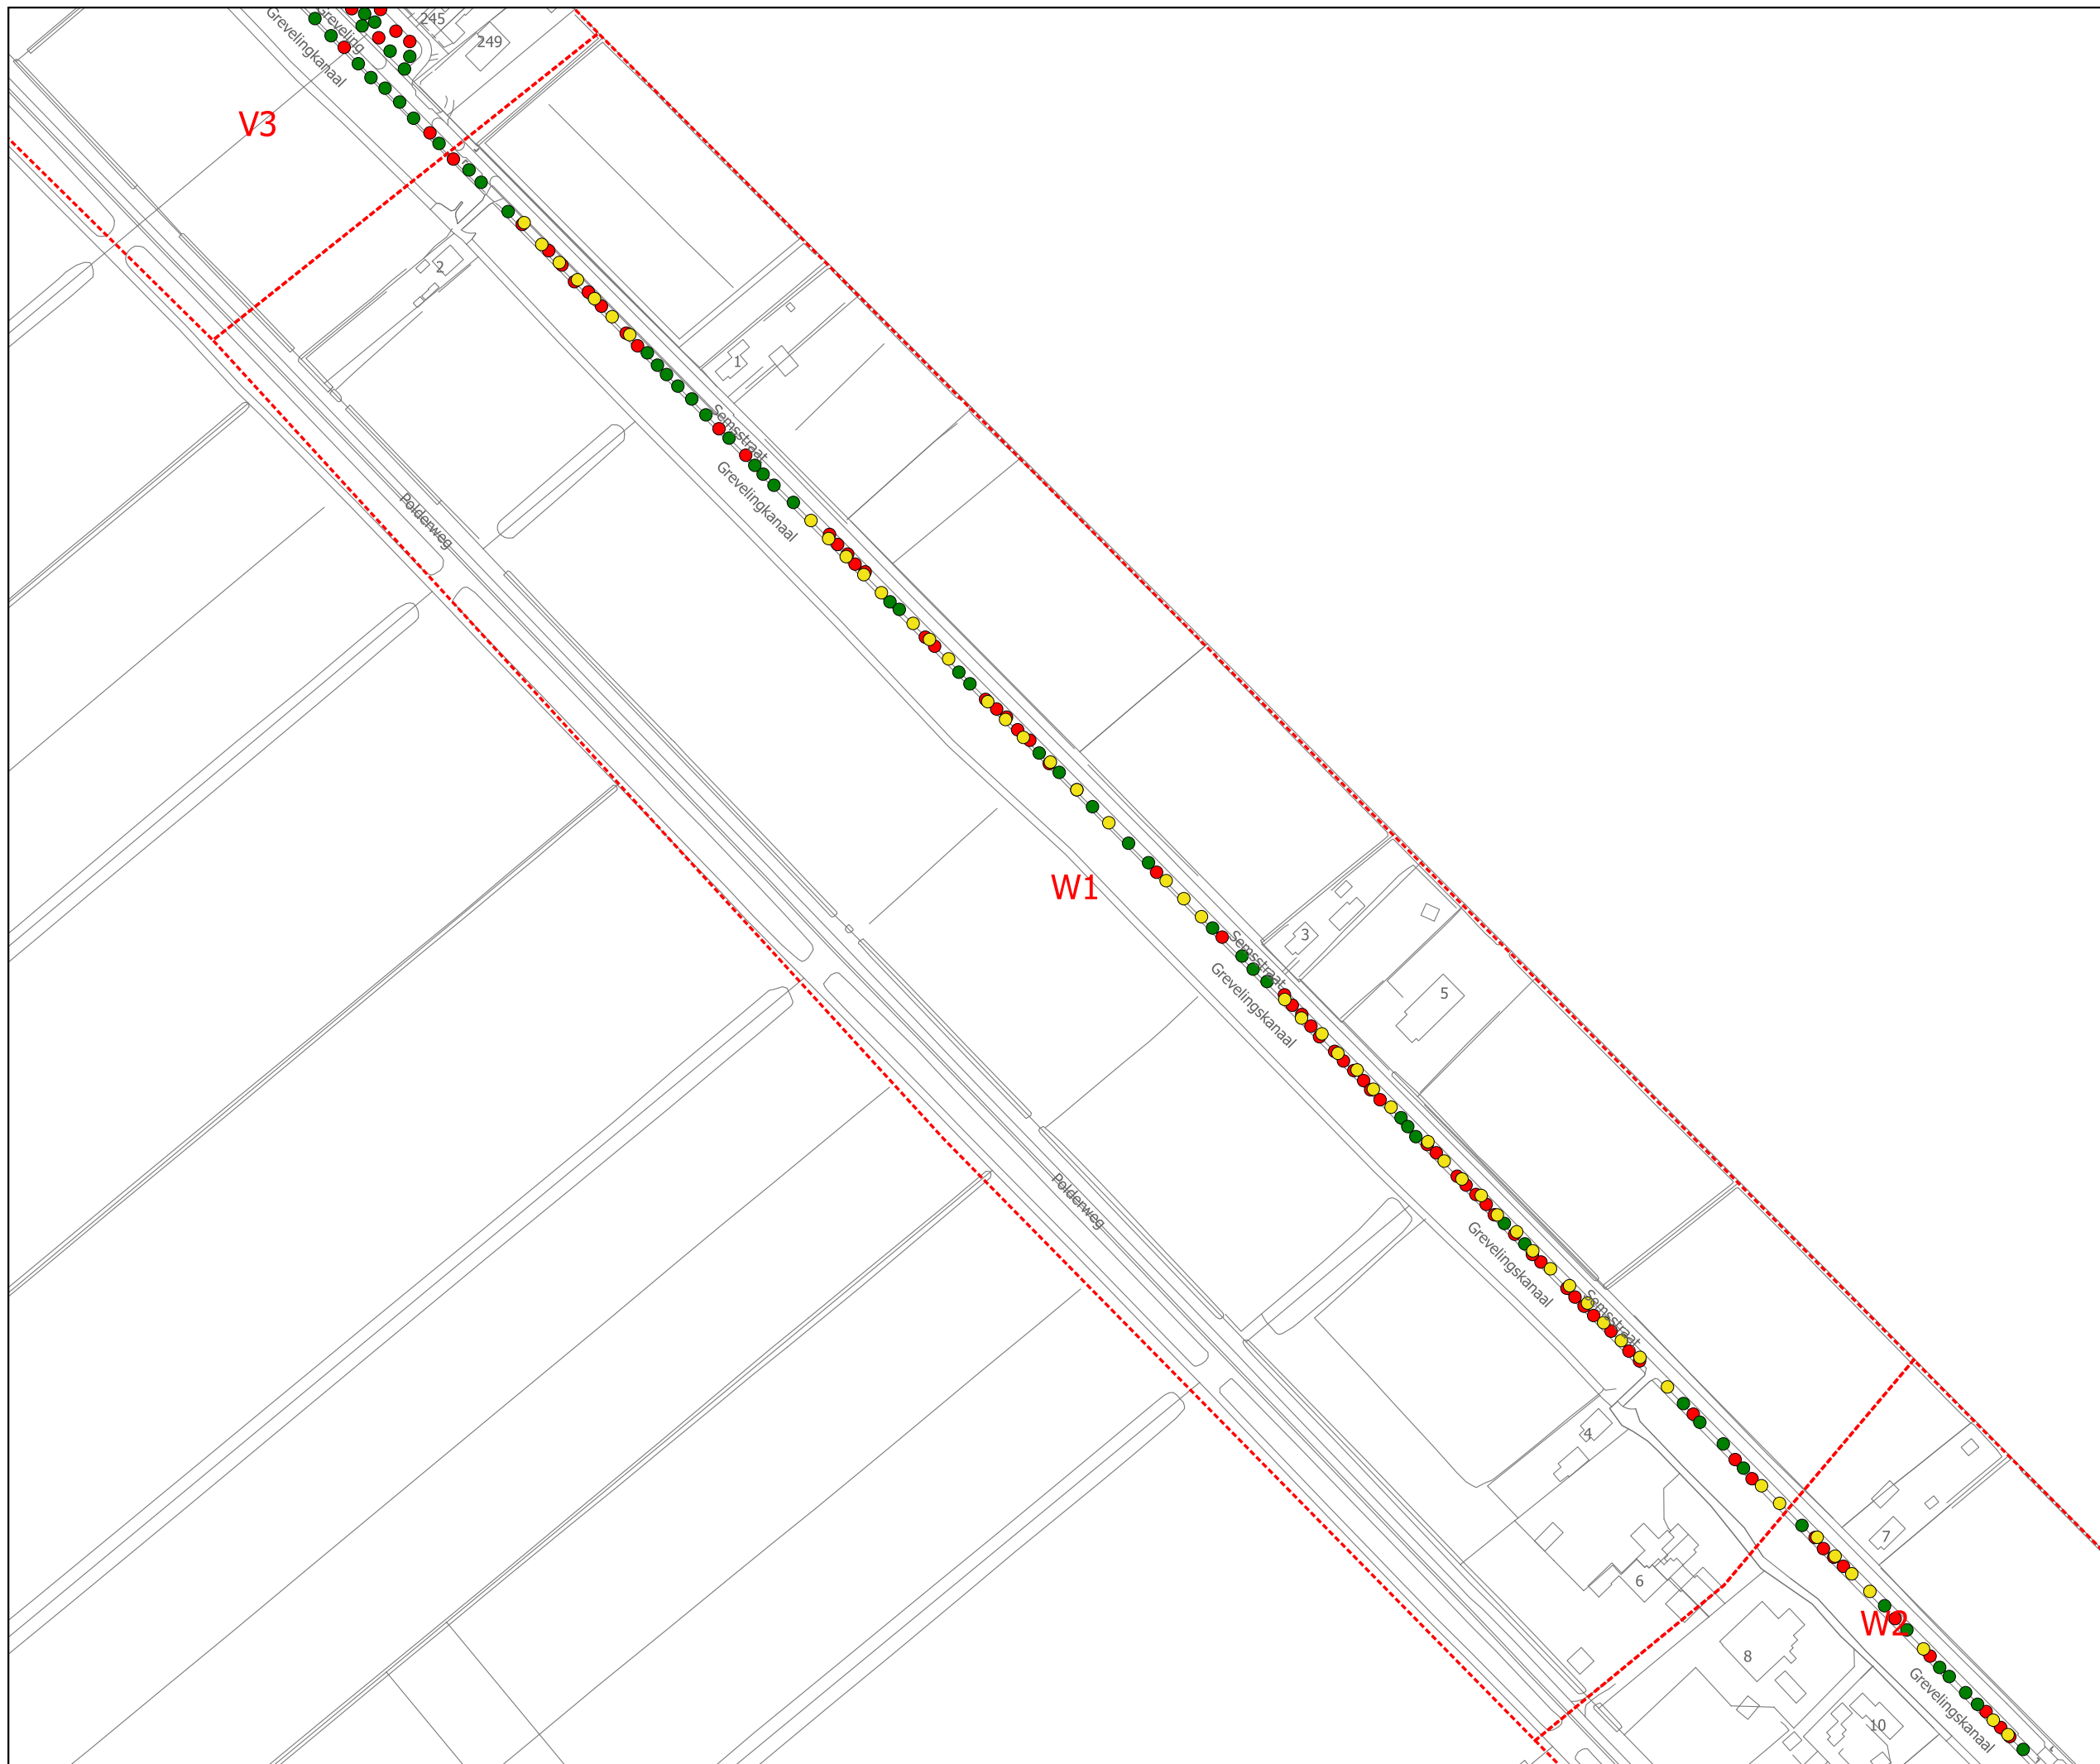 245
249
Greveling
Grevelingkanaal
V3
2
1
Semsstraat
Grevelingkanaal
Polderweg
W1
3
Semsstraat
5
Grevelingskanaal
Polderweg
Grevelingskanaal
Semsstraat
4
7
6
W2
8
Grevelingskanaal
10